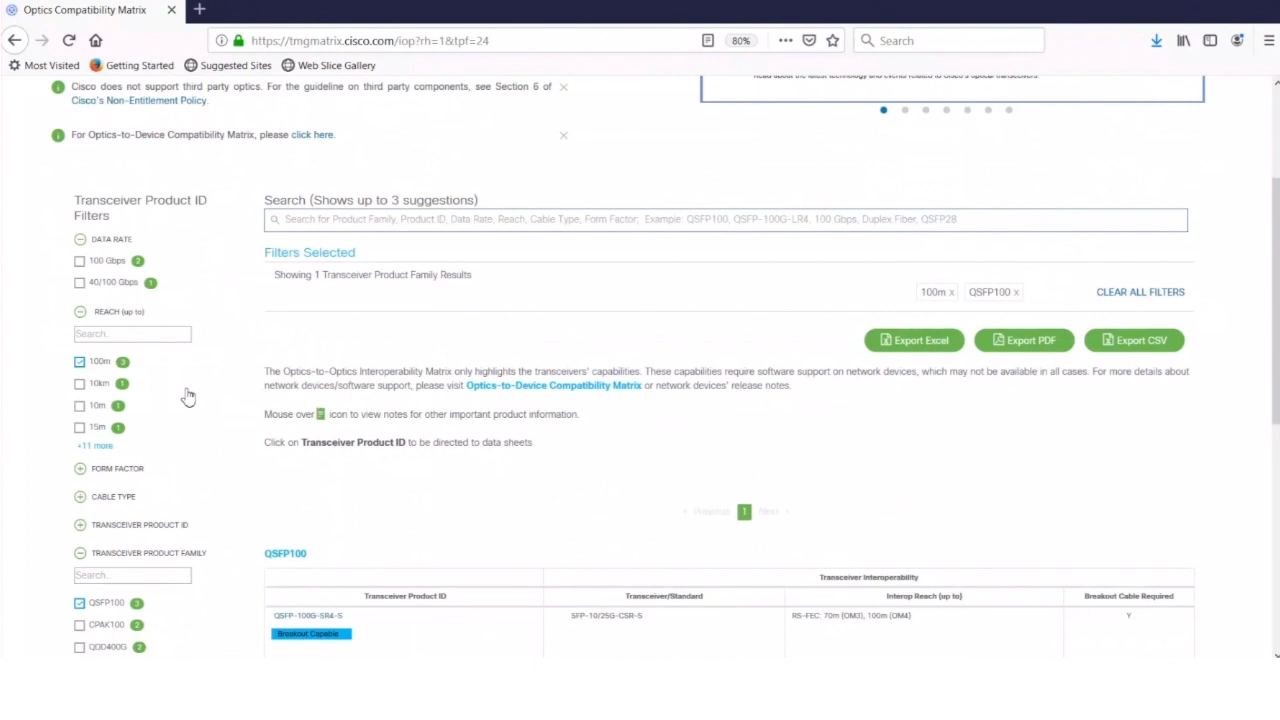 Optics Compatibility Matrix
https://tmgmatrix.cisco.com/iop?rh=1&tpf=24
80%
Search
Most Visited
Getting Started
Suggested Sites
Web Slice Gallery
Cisco does not support third party optics. For the guideline on third party components, see Section 6 of
Cisco's Non-Entitlement Policy.
Read about the latest technology and events related to Cisco's optical transceivers.
For Optics-to-Device Compatibility Matrix, please click here.
Transceiver Product ID
Filters
DATA RATE
100 Gbps 2
40/100 Gbps 1
REACH (up to)
Search..
100m 3
10km 1
10m 1
15m 1
+11 more
FORM FACTOR
CABLE TYPE
TRANSCEIVER PRODUCT ID
TRANSCEIVER PRODUCT FAMILY
Search..
QSFP100 3
CPAK100 2
QDD400G 2
Search (Shows up to 3 suggestions)
Search for Product Family, Product ID, Data Rate, Reach, Cable Type, Form Factor; Example: QSFP100, QSFP-100G-LR4, 100 Gbps, Duplex Fiber, QSFP28
Filters Selected
Showing 1 Transceiver Product Family Results
100m x
QSFP100 x
CLEAR ALL FILTERS
Export Excel
Export PDF
Export CSV
The Optics-to-Optics Interoperability Matrix only highlights the transceivers' capabilities. These capabilities require software support on network devices, which may not be available in all cases. For more details about
network devices/software support, please visit Optics-to-Device Compatibility Matrix or network devices' release notes.
Mouse over icon to view notes for other important product information.
Click on Transceiver Product ID to be directed to data sheets
‹ Previous 1 Next ›
QSFP100
Transceiver Interoperability
Transceiver Product ID
Transceiver/Standard
Interop Reach (up to)
Breakout Cable Required
QSFP-100G-SR4-S
SFP-10/25G-CSR-S
RS-FEC: 70m (OM3), 100m (OM4)
Y
Breakout Capable